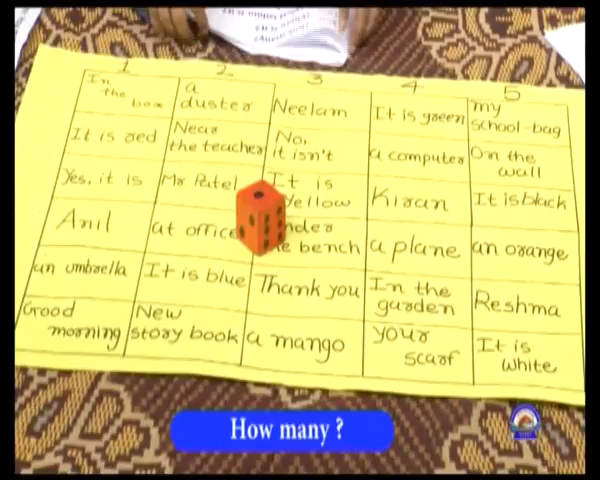 1 2 3 4 5
In the box
a duster
Neelam
It is green
my school-bag
It is red
Near the teacher
No, it isn't
a computer
On the wall
Yes, it is
Mr Patel
It is yellow
Kiran
It is black
Anil
at office
nder
e bench
a plane
an orange
an umbrella
It is blue
Thank you
In the garden
Reshma
Good morning
New story book
a mango
your scarf
It is white
How many ?